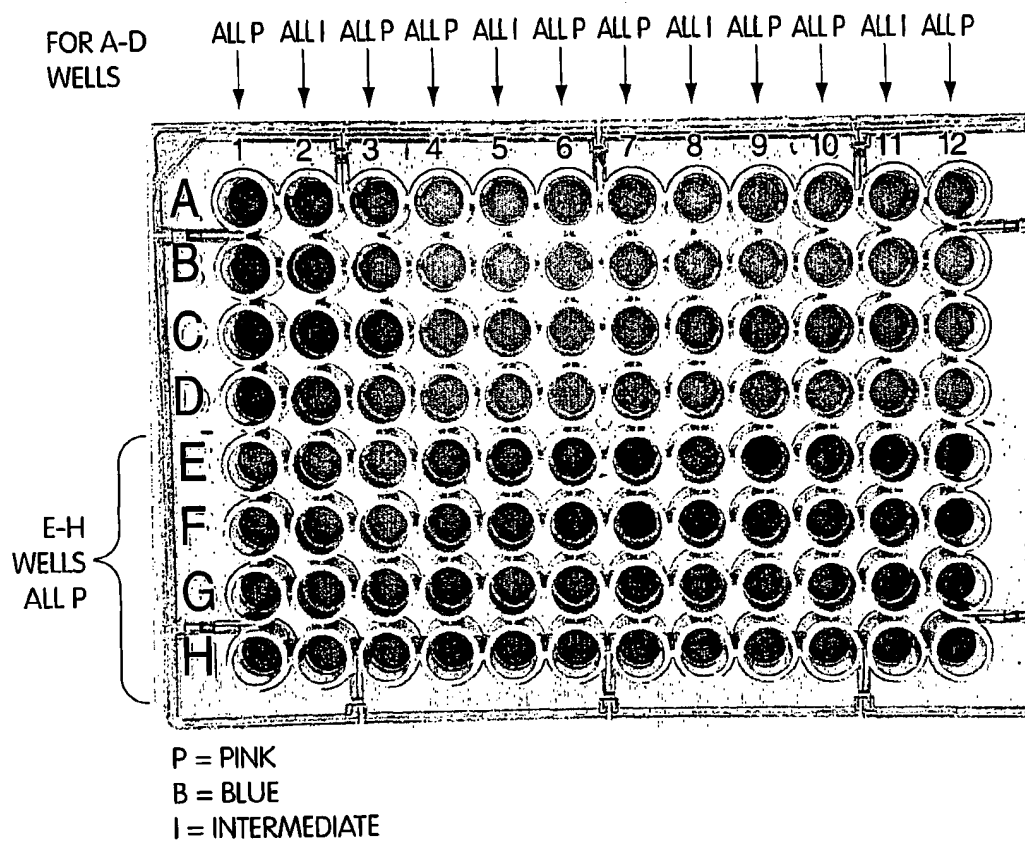 FOR A-D WELLS
ALL P ALL I ALL P ALL P ALL I ALL P ALL P ALL I ALL P ALL P ALL I ALL P
1 2 3 4 5 6 7 8 9 10 11 12
A
B
C
D
E
F
G
H
E-H
WELLS
ALL P
P = PINK
B = BLUE
I = INTERMEDIATE